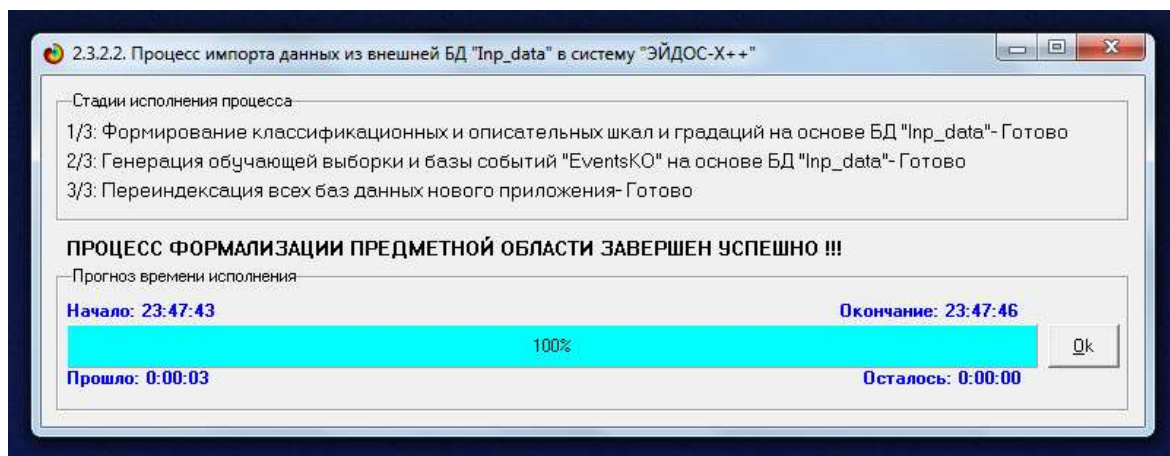 2.3.2.2. Процесс импорта данных из внешней БД "Inp_data" в систему "ЭЙДОС-X++"
Стадии исполнения процесса
1/3: Формирование классификационных и описательных шкал и градаций на основе БД "Inp_data"- Готово
2/3: Генерация обучающей выборки и базы событий "EventsKO" на основе БД "Inp_data"- Готово
3/3: Переиндексация всех баз данных нового приложения- Готово
ПРОЦЕСС ФОРМАЛИЗАЦИИ ПРЕДМЕТНОЙ ОБЛАСТИ ЗАВЕРШЕН УСПЕШНО !!!
Прогноз времени исполнения
Начало: 23:47:43 Окончание: 23:47:46
100% Ok
Прошло: 0:00:03 Осталось: 0:00:00